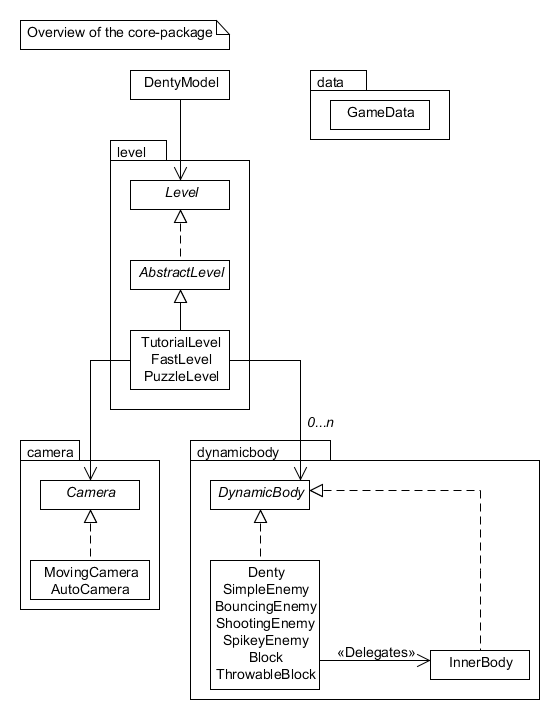 Overview of the core-package
DentyModel
data
GameData
level
Level
AbstractLevel
TutorialLevel
FastLevel
PuzzleLevel
0...n
camera
Camera
MovingCamera
AutoCamera
dynamicbody
DynamicBody
Denty
SimpleEnemy
BouncingEnemy
ShootingEnemy
SpikeyEnemy
Block
ThrowableBlock
«Delegates»
InnerBody